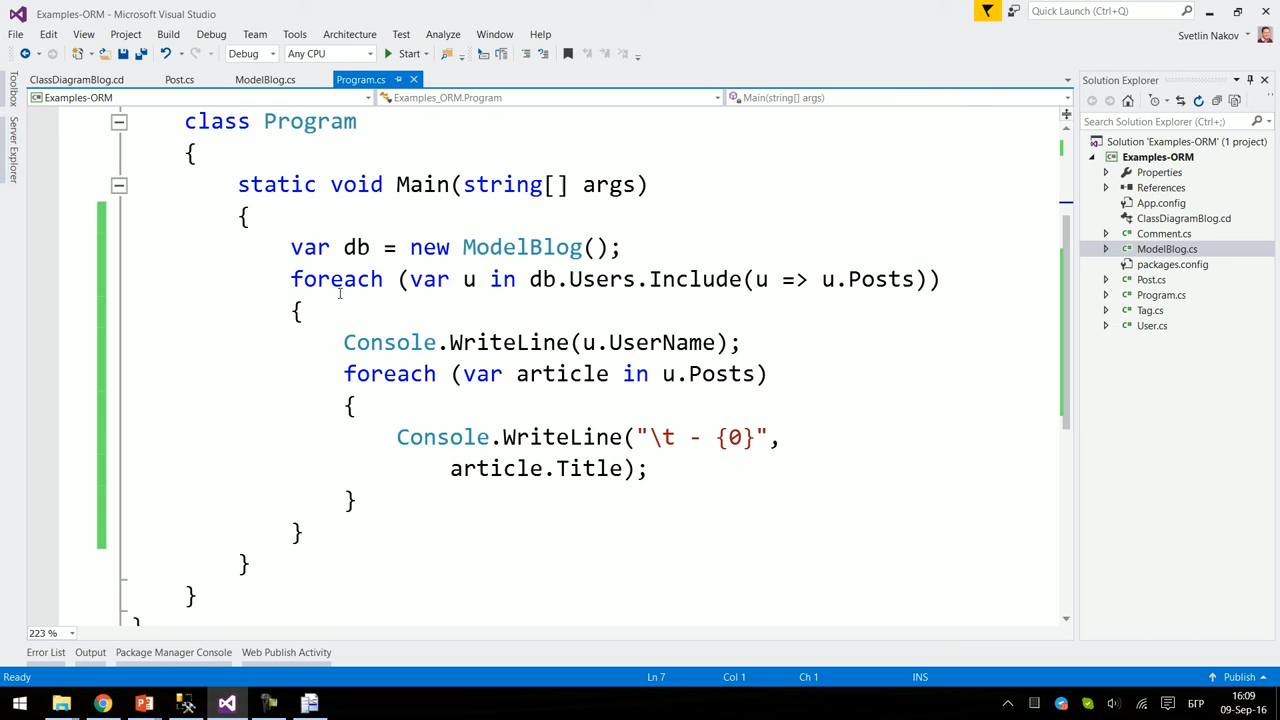 Examples-ORM - Microsoft Visual Studio
Quick Launch (Ctrl+Q)
File Edit View Project Build Debug Team Tools Architecture Test Analyze Window Help
Svetlin Nakov
Debug Any CPU Start
ClassDiagramBlog.cd Post.cs ModelBlog.cs Program.cs
Examples-ORM Examples_ORM.Program Main(string[] args)
Toolbox
Server Explorer
class Program
{
static void Main(string[] args)
{
var db = new ModelBlog();
foreach (var u in db.Users.Include(u => u.Posts))
{
Console.WriteLine(u.UserName);
foreach (var article in u.Posts)
{
Console.WriteLine("\t - {0}",
article.Title);
}
}
}
}
}
223 %
Solution Explorer
Search Solution Explorer (Ctrl+;)
Solution 'Examples-ORM' (1 project)
Examples-ORM
Properties
References
App.config
ClassDiagramBlog.cd
Comment.cs
ModelBlog.cs
packages.config
Post.cs
Program.cs
Tag.cs
User.cs
Error List Output Package Manager Console Web Publish Activity
Ready Ln 7 Col 1 Ch 1 INS Publish
БГР
16:09
09-Sep-16